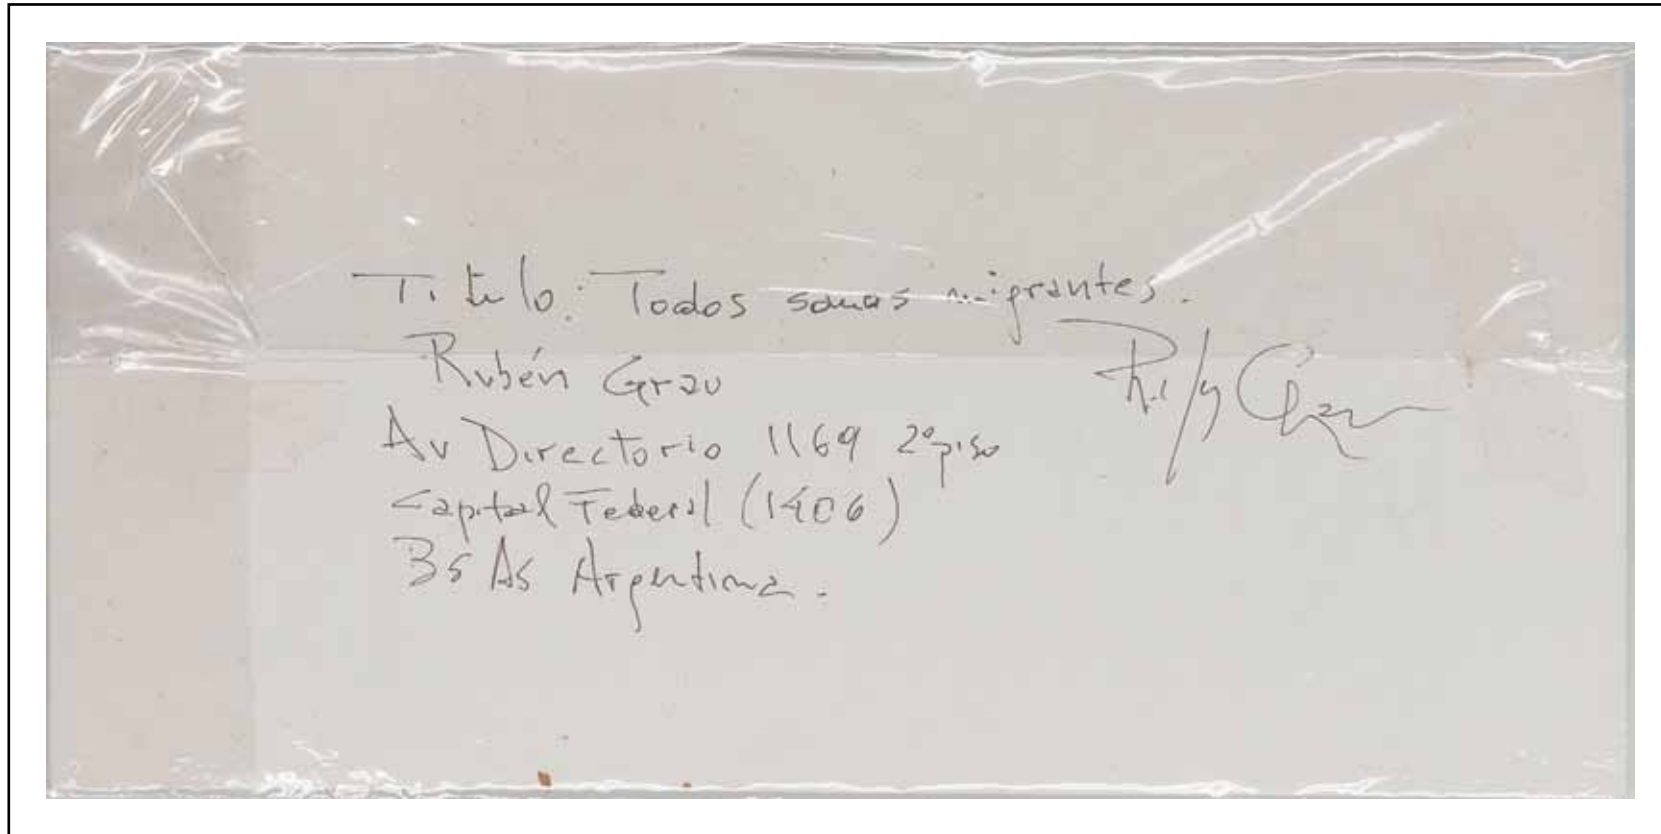 Titulo: Todos somos migrantes.
Rubén Grau
Av Directorio 1169 2º piso
Capital Federal (1406)
Bs As Argentina.